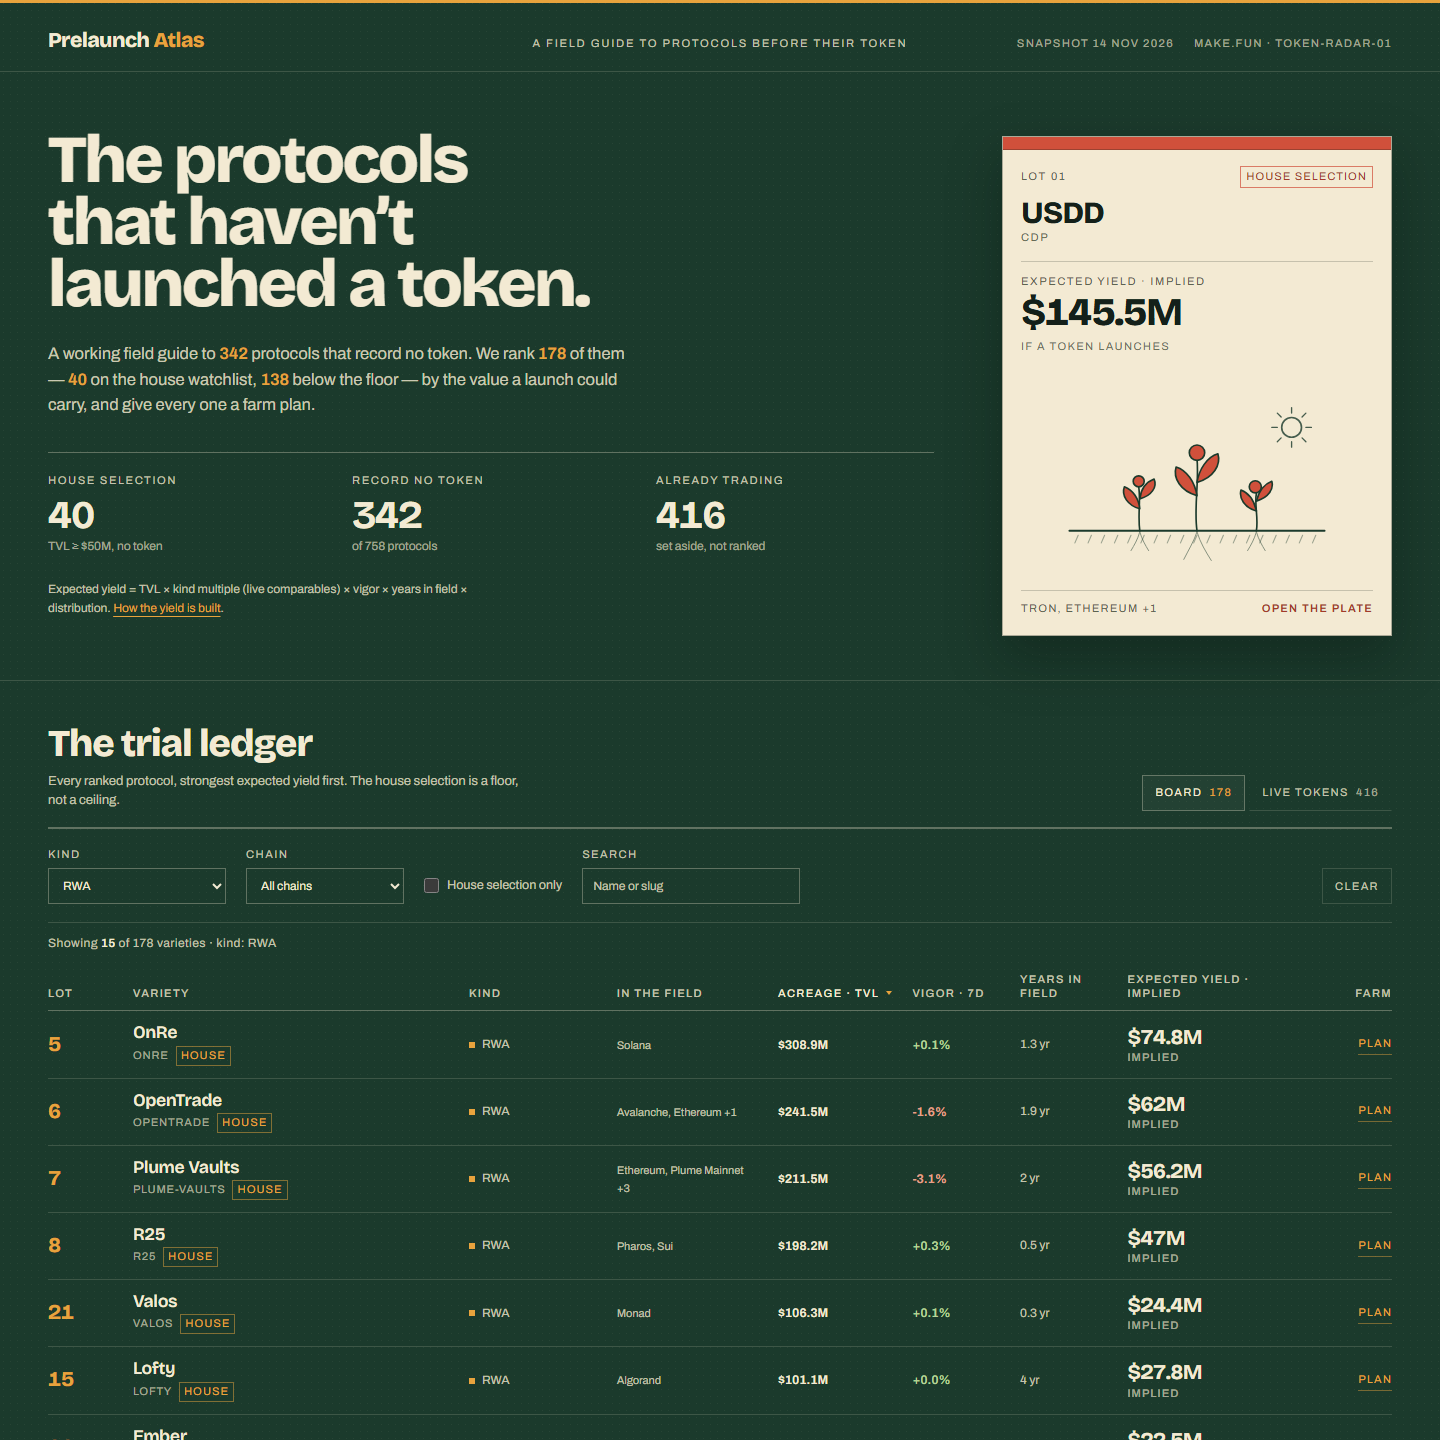 Prelaunch Atlas
A FIELD GUIDE TO PROTOCOLS BEFORE THEIR TOKEN
SNAPSHOT 14 NOV 2026
MAKE.FUN · TOKEN-RADAR-01
The protocols
that haven't
launched a token.
A working field guide to 342 protocols that record no token. We rank 178 of them
— 40 on the house watchlist, 138 below the floor — by the value a launch could
carry, and give every one a farm plan.
HOUSE SELECTION
40
TVL ≥ $50M, no token
RECORD NO TOKEN
342
of 758 protocols
ALREADY TRADING
416
set aside, not ranked
Expected yield = TVL × kind multiple (live comparables) × vigor × years in field ×
distribution. How the yield is built.
LOT 01
HOUSE SELECTION
USDD
CDP
EXPECTED YIELD · IMPLIED
$145.5M
IF A TOKEN LAUNCHES
TRON, ETHEREUM +1
OPEN THE PLATE
The trial ledger
Every ranked protocol, strongest expected yield first. The house selection is a floor,
not a ceiling.
BOARD 178
LIVE TOKENS 416
KIND
RWA
CHAIN
All chains
House selection only
SEARCH
Name or slug
CLEAR
Showing 15 of 178 varieties · kind: RWA
LOT VARIETY KIND IN THE FIELD ACREAGE · TVL VIGOR · 7D YEARS IN FIELD EXPECTED YIELD · IMPLIED FARM
5 OnRe ONRE HOUSE RWA Solana $308.9M +0.1% 1.3 yr $74.8M IMPLIED PLAN
6 OpenTrade OPENTRADE HOUSE RWA Avalanche, Ethereum +1 $241.5M -1.6% 1.9 yr $62M IMPLIED PLAN
7 Plume Vaults PLUME-VAULTS HOUSE RWA Ethereum, Plume Mainnet +3 $211.5M -3.1% 2 yr $56.2M IMPLIED PLAN
8 R25 R25 HOUSE RWA Pharos, Sui $198.2M +0.3% 0.5 yr $47M IMPLIED PLAN
21 Valos VALOS HOUSE RWA Monad $106.3M +0.1% 0.3 yr $24.4M IMPLIED PLAN
15 Lofty LOFTY HOUSE RWA Algorand $101.1M +0.0% 4 yr $27.8M IMPLIED PLAN
Ember